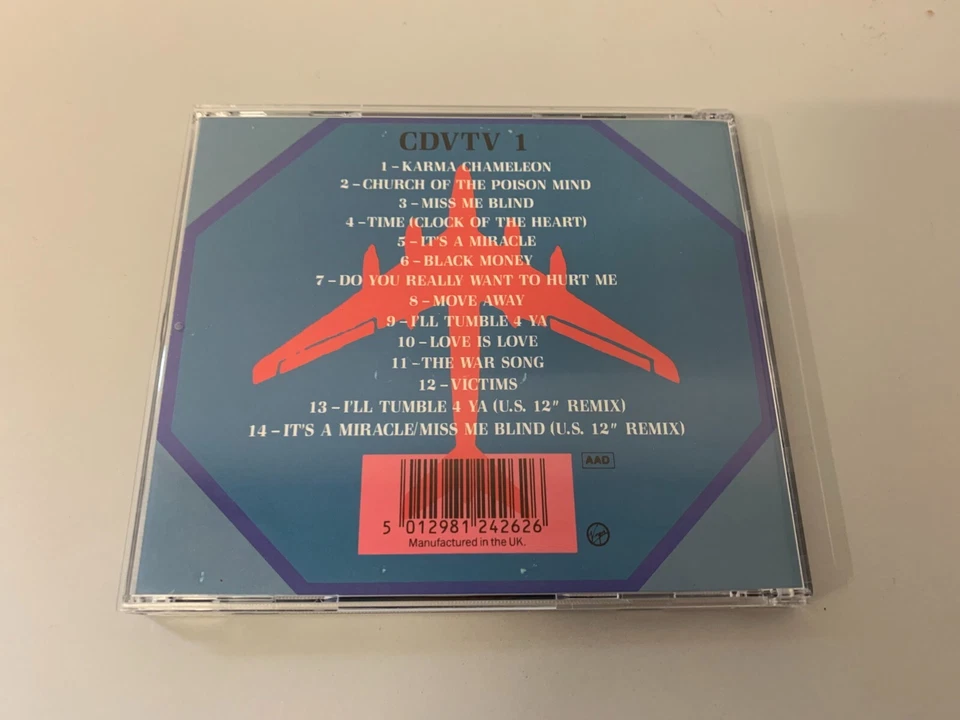 CDVTV 1
1 – KARMA CHAMELEON
2 – CHURCH OF THE POISON MIND
3 – MISS ME BLIND
4 – TIME (CLOCK OF THE HEART)
5 – IT'S A MIRACLE
6 – BLACK MONEY
7 – DO YOU REALLY WANT TO HURT ME
8 – MOVE AWAY
9 – I'LL TUMBLE 4 YA
10 – LOVE IS LOVE
11 – THE WAR SONG
12 – VICTIMS
13 – I'LL TUMBLE 4 YA (U.S. 12" REMIX)
14 – IT'S A MIRACLE/MISS ME BLIND (U.S. 12" REMIX)
AAD
5 012981 242626
Manufactured in the UK.
Virgin